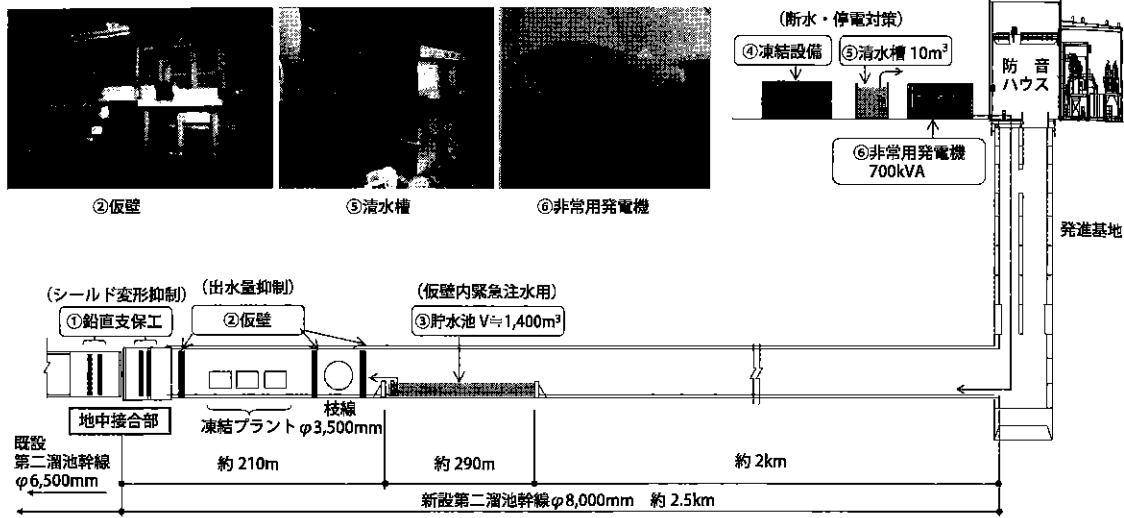 (断水・停電対策)
④凍結設備
⑤清水槽 10m³
防音
ハウス
⑥非常用発電機
700kVA
②仮壁
⑤清水槽
⑥非常用発電機
発進基地
(シールド変形抑制)
①鉛直支保工
(出水量抑制)
②仮壁
(仮壁内緊急注水用)
③貯水池 V≒1,400m³
地中接合部
凍結プラント
枝線
φ3,500mm
既設
第二溜池幹線
φ6,500mm
約 210m
約 290m
約 2km
新設第二溜池幹線φ8,000mm 約 2.5km